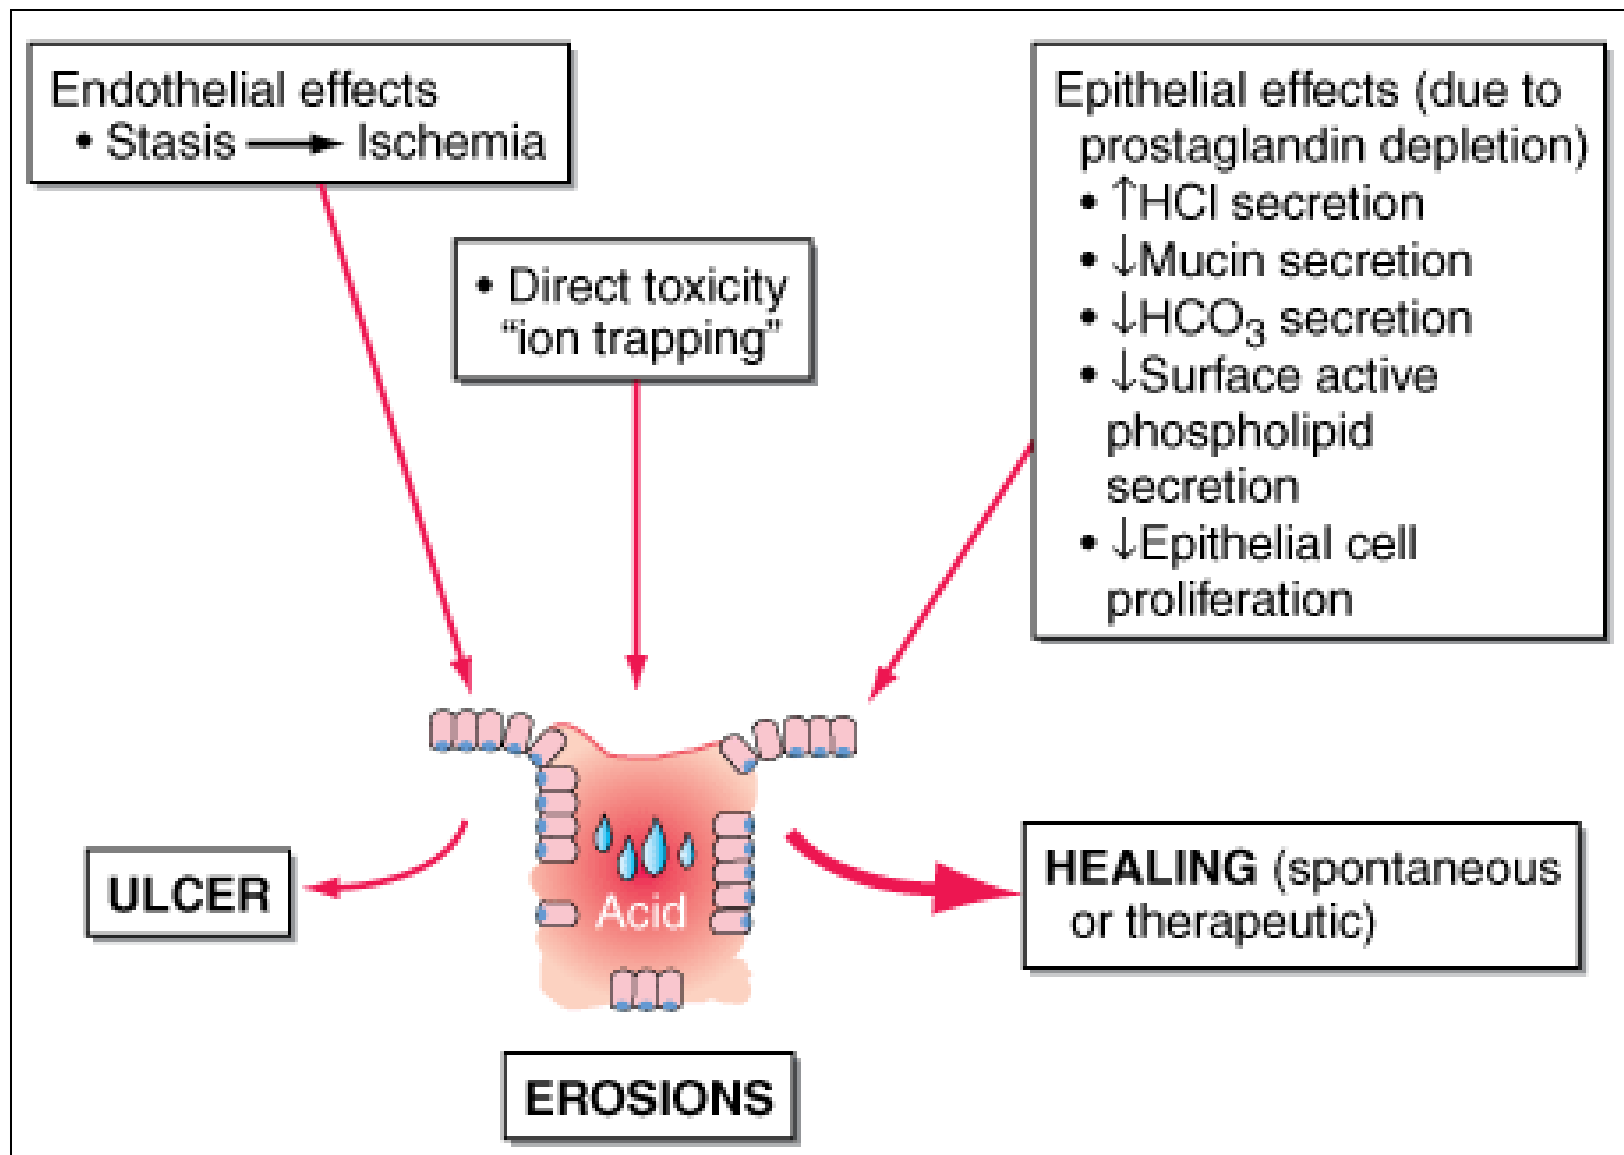 Endothelial effects
• Stasis → Ischemia
• Direct toxicity
“ion trapping”
Epithelial effects (due to
prostaglandin depletion)
• ↑HCl secretion
• ↓Mucin secretion
• ↓HCO₃ secretion
• ↓Surface active
phospholipid
secretion
• ↓Epithelial cell
proliferation
Acid
ULCER
HEALING (spontaneous
or therapeutic)
EROSIONS